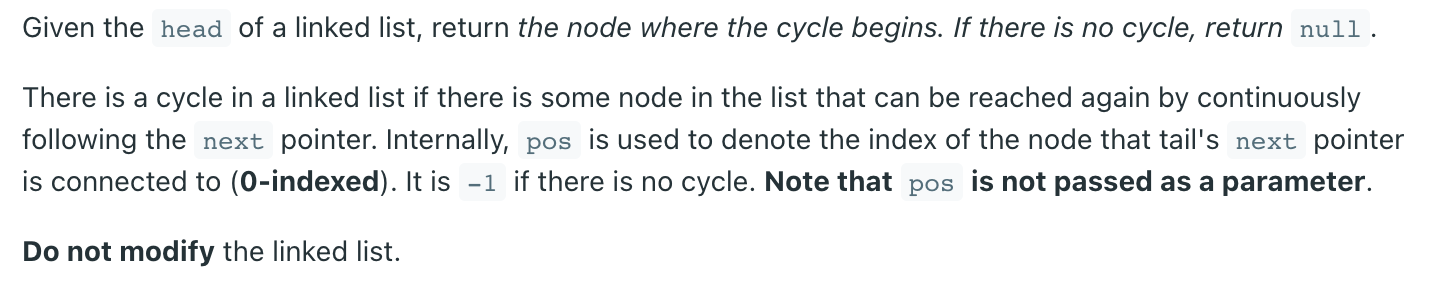 Given the head of a linked list, return the node where the cycle begins. If there is no cycle, return null.
There is a cycle in a linked list if there is some node in the list that can be reached again by continuously
following the next pointer. Internally, pos is used to denote the index of the node that tail's next pointer
is connected to (0-indexed). It is -1 if there is no cycle. Note that pos is not passed as a parameter.
Do not modify the linked list.